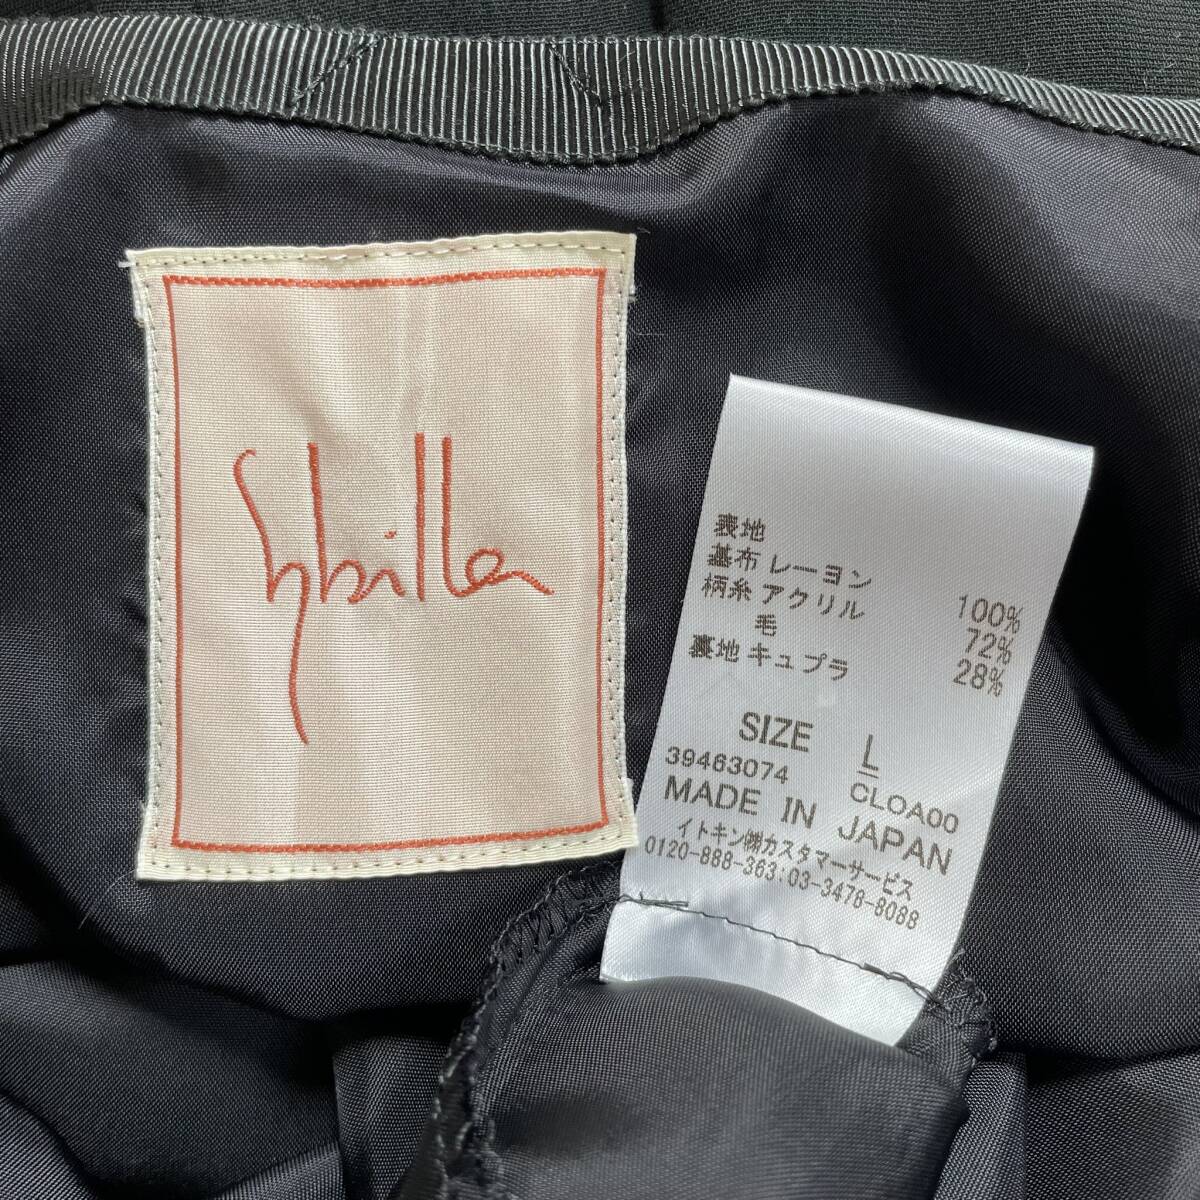 Sybilla
表地
基布 レーヨン 100%
柄糸 アクリル 72%
毛 28%
裏地 キュプラ
SIZE L
39463074 CLOA00
MADE IN JAPAN
イトキン㈱カスタマーサービス
0120-888-363:03-3478-8088